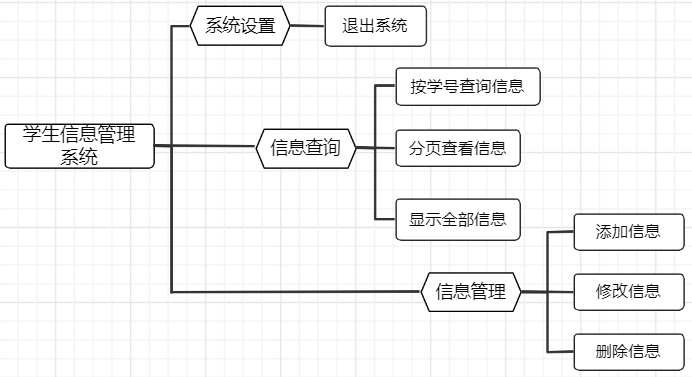 系统设置
退出系统
按学号查询信息
学生信息管理
系统
信息查询
分页查看信息
显示全部信息
添加信息
信息管理
修改信息
删除信息